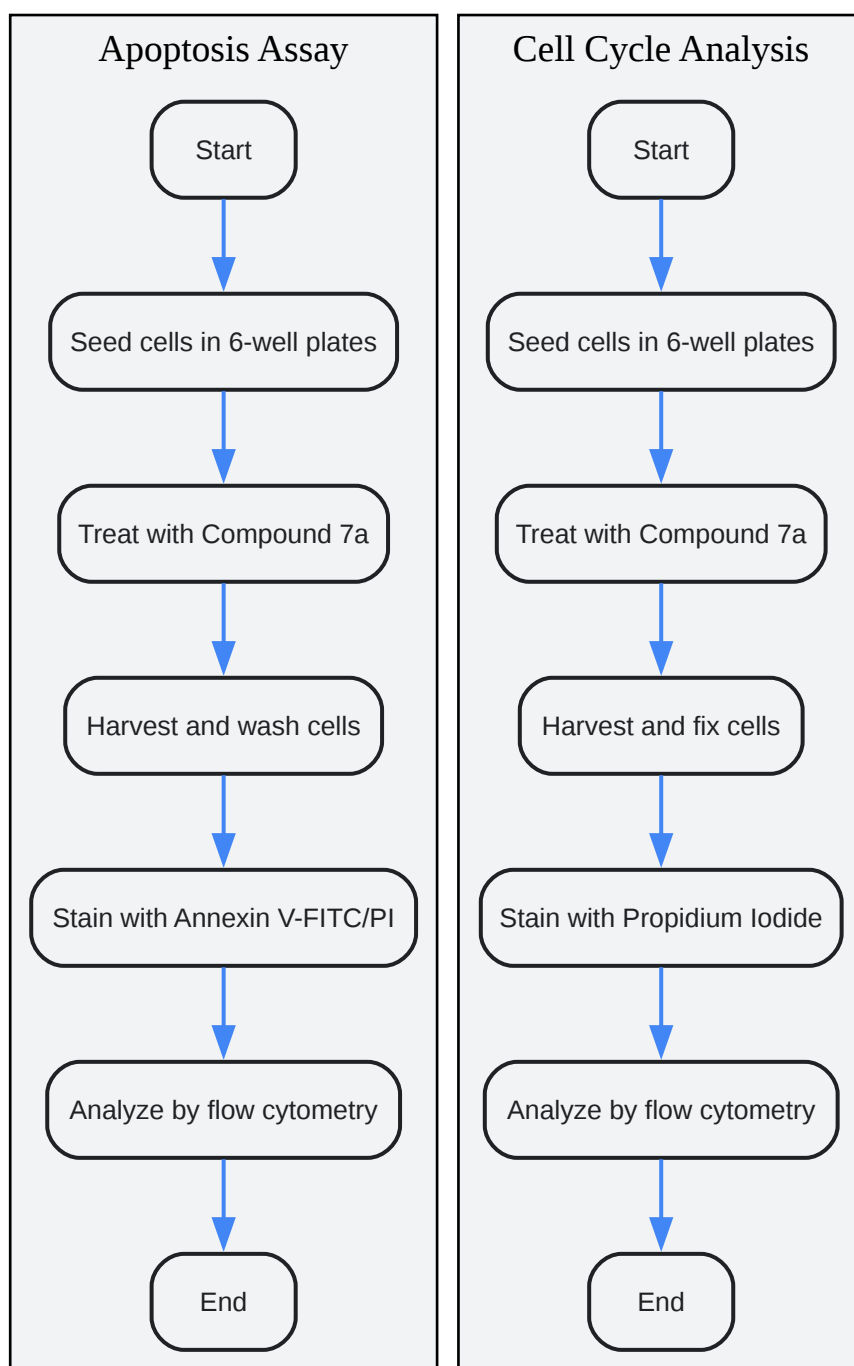 Apoptosis Assay
Start
Seed cells in 6-well plates
Treat with Compound 7a
Harvest and wash cells
Stain with Annexin V-FITC/PI
Analyze by flow cytometry
End
Cell Cycle Analysis
Start
Seed cells in 6-well plates
Treat with Compound 7a
Harvest and fix cells
Stain with Propidium Iodide
Analyze by flow cytometry
End